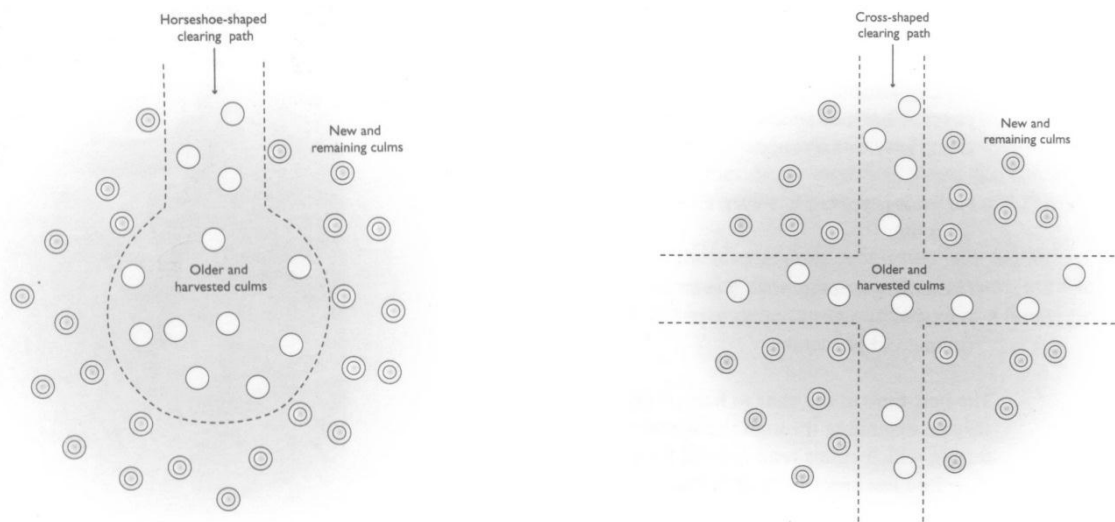 Horseshoe-shaped
clearing path
New and
remaining culms
Older and
harvested culms
Cross-shaped
clearing path
New and
remaining culms
Older and
harvested culms